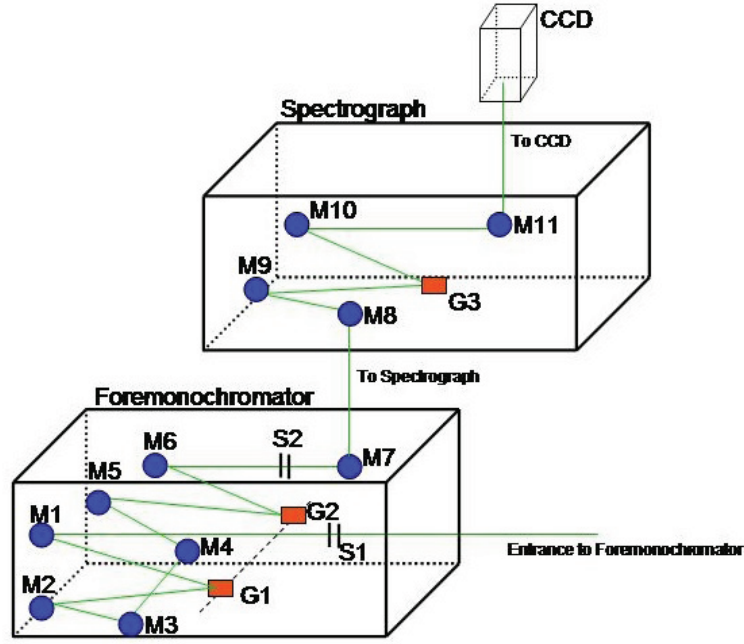 CCD
Spectrograph
To CCD
M10
M11
M9
G3
M8
To Spectrograph
Foremonochromator
M6
S2
M7
M5
G2
M1
S1
M4
Entrance to Foremonochromator
M2
G1
M3